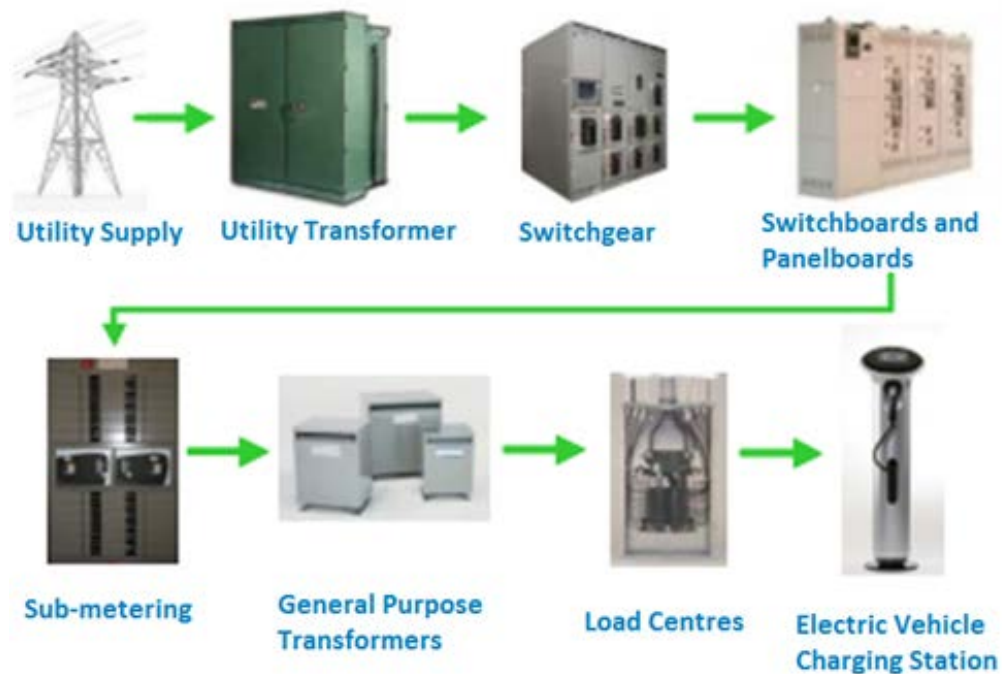 Utility Supply
Utility Transformer
Switchgear
Switchboards and
Panelboards
Sub-metering
General Purpose
Transformers
Load Centres
Electric Vehicle
Charging Station